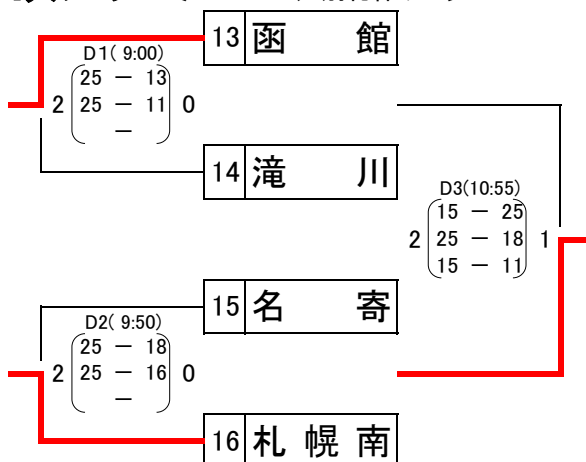 13 函 館
D1( 9:00)
25 － 13
2 25 － 11 0
－
14 滝 川
D3(10:55)
15 － 25
2 25 － 18 1
15 － 11
15 名 寄
D2( 9:50)
25 － 18
2 25 － 16 0
－
16 札 幌 南